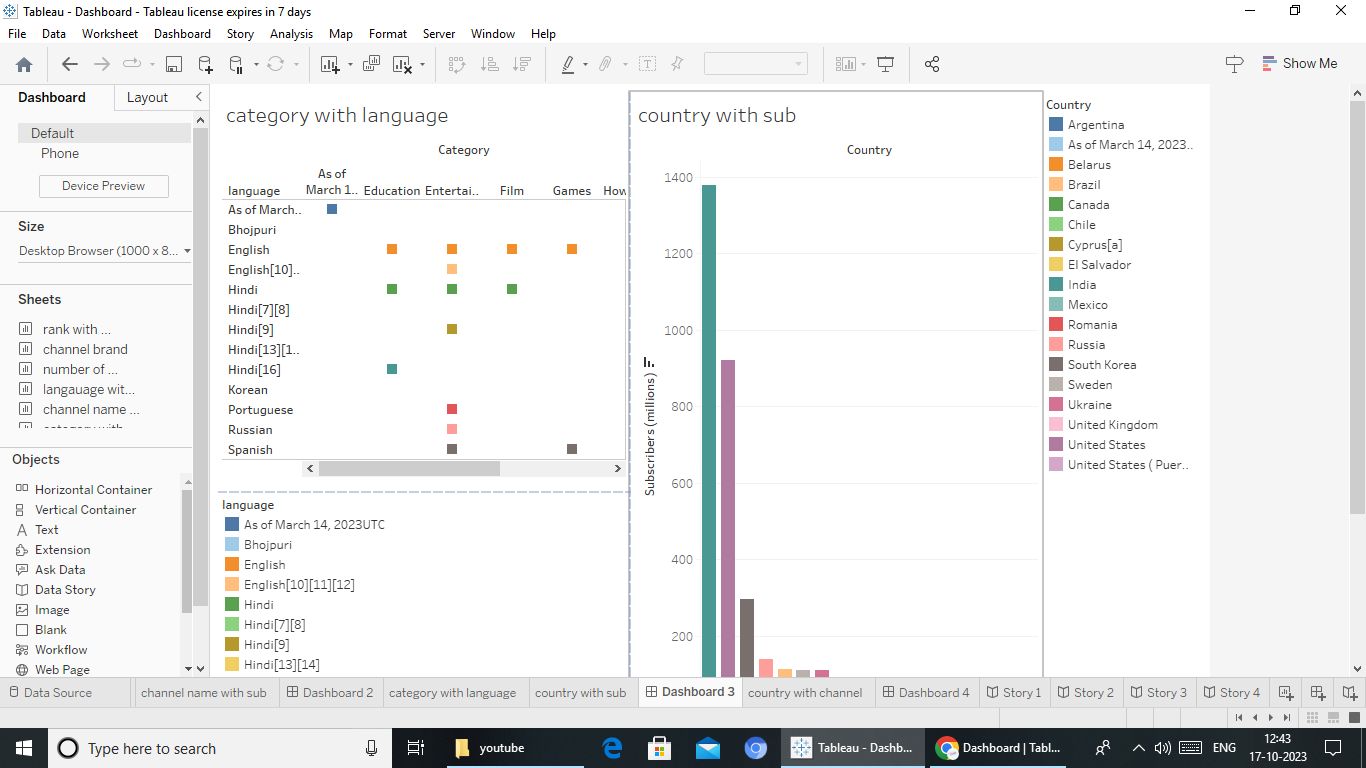 Tableau - Dashboard - Tableau license expires in 7 days
File Data Worksheet Dashboard Story Analysis Map Format Server Window Help
Show Me
Dashboard Layout
Default
Phone
Device Preview
Size
Desktop Browser (1000 x 8...
Sheets
rank with ...
channel brand
number of ...
langauage wit...
channel name ...
category with
Objects
Horizontal Container
Vertical Container
Text
Extension
Ask Data
Data Story
Image
Blank
Workflow
Web Page
category with language
Category
language
As of
March 1.. Education Entertai.. Film Games How
As of March..
Bhojpuri
English
English[10]..
Hindi
Hindi[7][8]
Hindi[9]
Hindi[13][1..
Hindi[16]
Korean
Portuguese
Russian
Spanish
language
As of March 14, 2023UTC
Bhojpuri
English
English[10][11][12]
Hindi
Hindi[7][8]
Hindi[9]
Hindi[13][14]
country with sub
Country
Subscribers (millions)
1400
1200
1000
800
600
400
200
Country
Argentina
As of March 14, 2023..
Belarus
Brazil
Canada
Chile
Cyprus[a]
El Salvador
India
Mexico
Romania
Russia
South Korea
Sweden
Ukraine
United Kingdom
United States
United States ( Puer..
Data Source channel name with sub Dashboard 2 category with language country with sub Dashboard 3 country with channel Dashboard 4 Story 1 Story 2 Story 3 Story 4
Type here to search youtube Tableau - Dashb... Dashboard | Tabl... ENG
12:43
17-10-2023